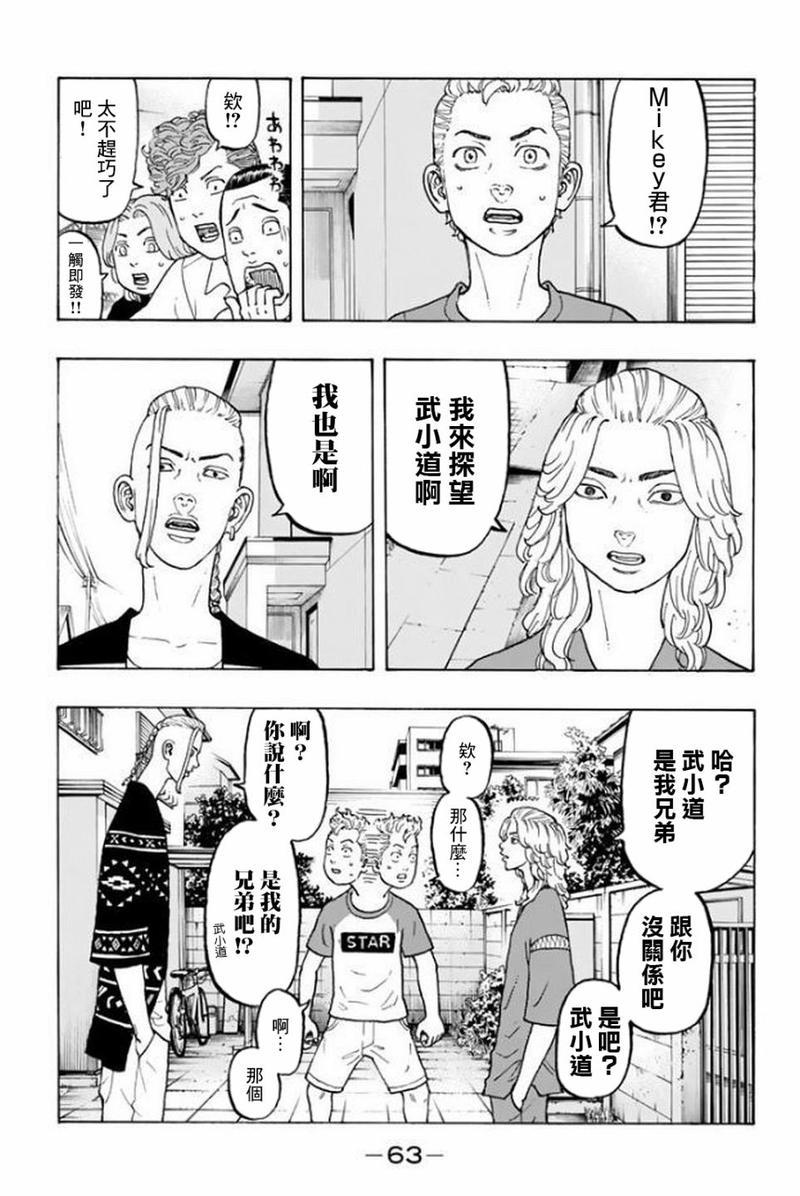 Mikey君!?
欸!?
あわわわ
太不趕巧了
吧!
一觸即發!!
我來探望
武小道啊
我也是啊
哈?
武小道
是我兄弟
跟你
沒關係吧
是吧?
武小道
欸?
那什麼…
啊?
你說什麼?
是我的
兄弟吧!?
武小道
啊…
那個
STAR
-63-